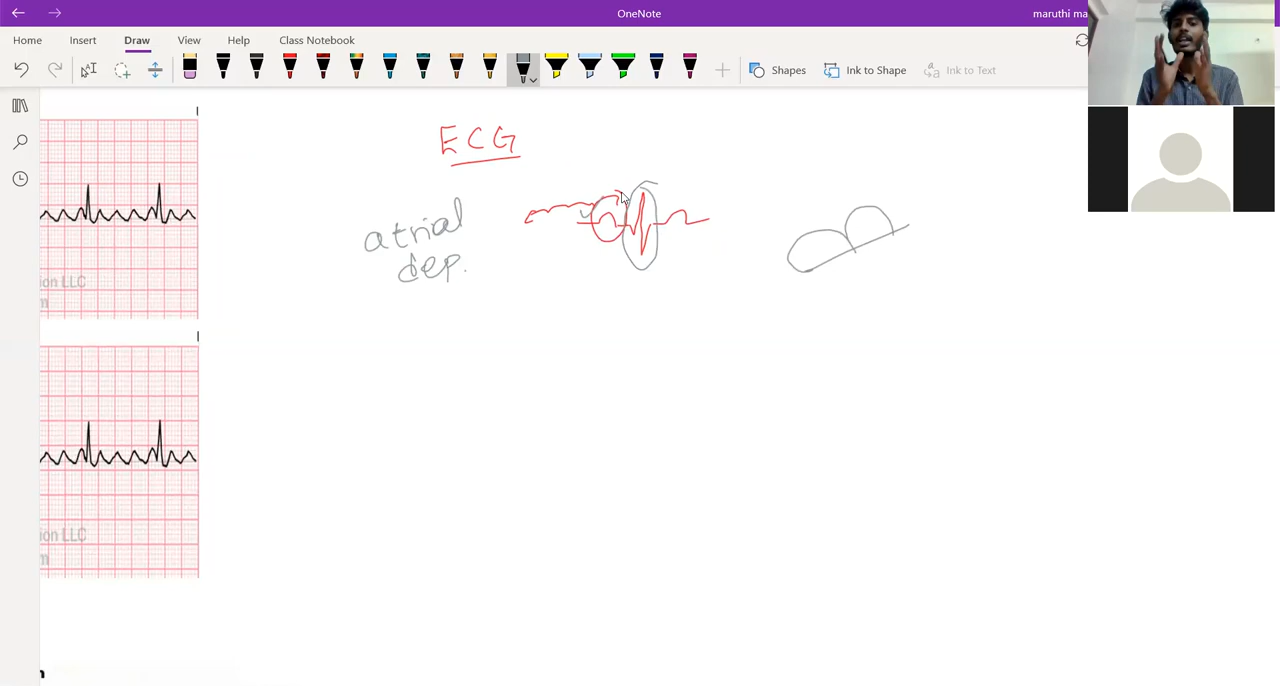 OneNote
maruthi ma
Home Insert Draw View Help Class Notebook
Shapes Ink to Shape Ink to Text
ECG
atrial
dep.
ion LLC
m
ion LLC
m
n